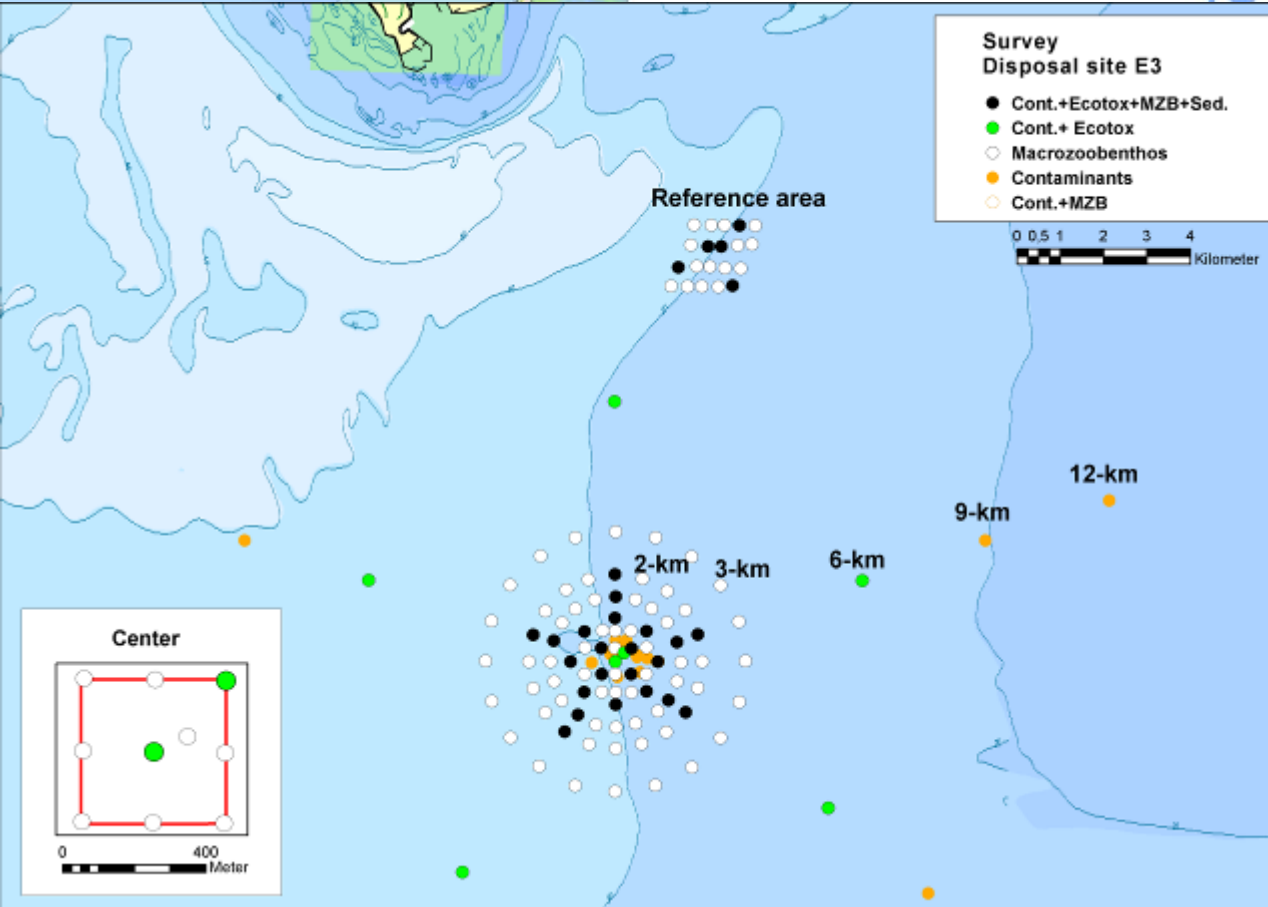 Survey
Disposal site E3
Cont.+Ecotox+MZB+Sed.
Cont.+ Ecotox
Macrozoobenthos
Contaminants
Cont.+MZB
0 0,5 1 2 3 4
Kilometer
Reference area
12-km
9-km
2-km 3-km 6-km
Center
0 400
Meter